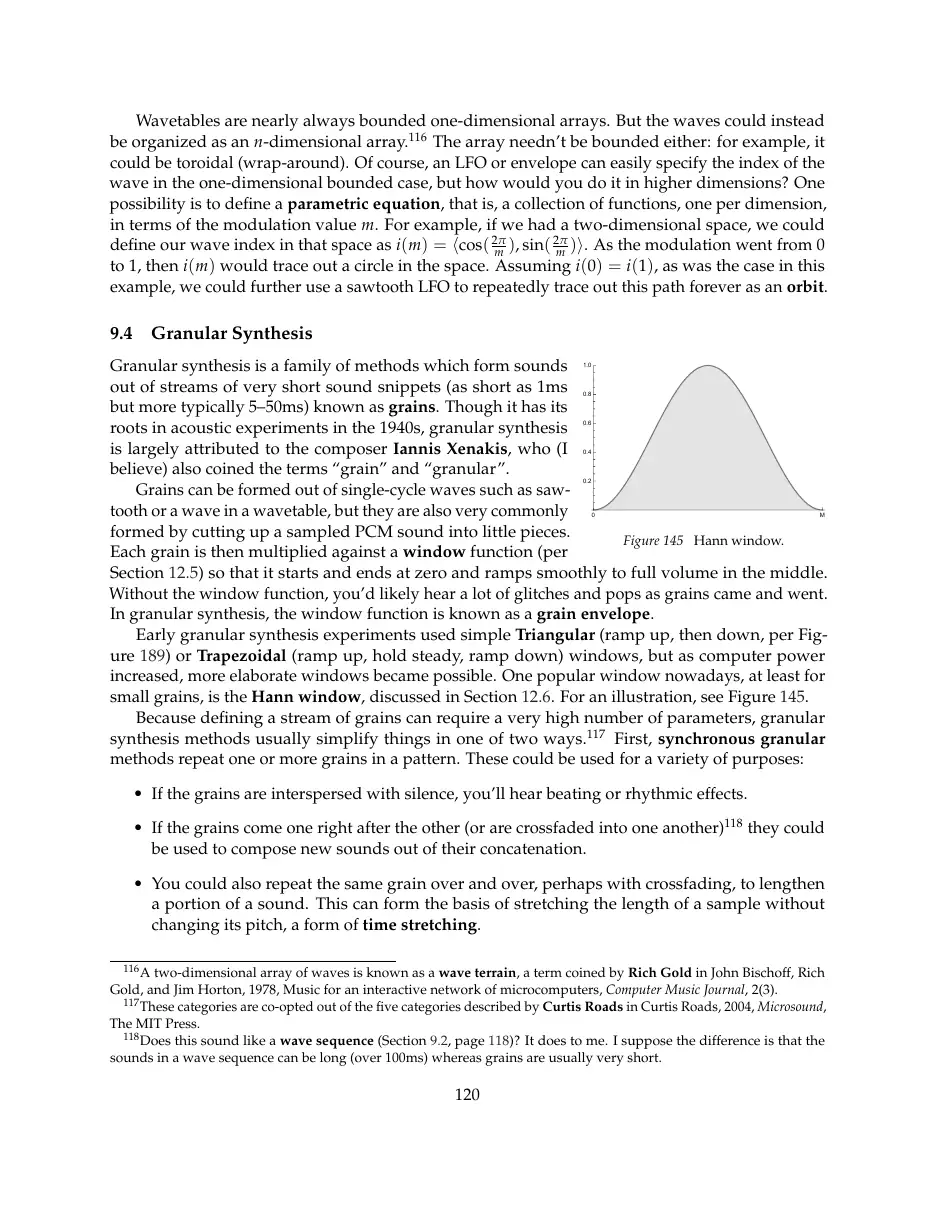 Wavetables are nearly always bounded one-dimensional arrays. But the waves could instead
be organized as an n-dimensional array.116 The array needn't be bounded either: for example, it
could be toroidal (wrap-around). Of course, an LFO or envelope can easily specify the index of the
wave in the one-dimensional bounded case, but how would you do it in higher dimensions? One
possibility is to define a parametric equation, that is, a collection of functions, one per dimension,
in terms of the modulation value m. For example, if we had a two-dimensional space, we could
define our wave index in that space as i(m) = ⟨cos(2π/m), sin(2π/m)⟩. As the modulation went from 0
to 1, then i(m) would trace out a circle in the space. Assuming i(0) = i(1), as was the case in this
example, we could further use a sawtooth LFO to repeatedly trace out this path forever as an orbit.
9.4 Granular Synthesis
Granular synthesis is a family of methods which form sounds
out of streams of very short sound snippets (as short as 1ms
but more typically 5–50ms) known as grains. Though it has its
roots in acoustic experiments in the 1940s, granular synthesis
is largely attributed to the composer Iannis Xenakis, who (I
believe) also coined the terms "grain" and "granular".
Grains can be formed out of single-cycle waves such as saw-
tooth or a wave in a wavetable, but they are also very commonly
formed by cutting up a sampled PCM sound into little pieces.
Each grain is then multiplied against a window function (per
1.0
0.8
0.6
0.4
0.2
0 M
Figure 145 Hann window.
Section 12.5) so that it starts and ends at zero and ramps smoothly to full volume in the middle.
Without the window function, you'd likely hear a lot of glitches and pops as grains came and went.
In granular synthesis, the window function is known as a grain envelope.
Early granular synthesis experiments used simple Triangular (ramp up, then down, per Fig-
ure 189) or Trapezoidal (ramp up, hold steady, ramp down) windows, but as computer power
increased, more elaborate windows became possible. One popular window nowadays, at least for
small grains, is the Hann window, discussed in Section 12.6. For an illustration, see Figure 145.
Because defining a stream of grains can require a very high number of parameters, granular
synthesis methods usually simplify things in one of two ways.117 First, synchronous granular
methods repeat one or more grains in a pattern. These could be used for a variety of purposes:
• If the grains are interspersed with silence, you'll hear beating or rhythmic effects.
• If the grains come one right after the other (or are crossfaded into one another)118 they could
be used to compose new sounds out of their concatenation.
• You could also repeat the same grain over and over, perhaps with crossfading, to lengthen
a portion of a sound. This can form the basis of stretching the length of a sample without
changing its pitch, a form of time stretching.
116A two-dimensional array of waves is known as a wave terrain, a term coined by Rich Gold in John Bischoff, Rich
Gold, and Jim Horton, 1978, Music for an interactive network of microcomputers, Computer Music Journal, 2(3).
117These categories are co-opted out of the five categories described by Curtis Roads in Curtis Roads, 2004, Microsound,
The MIT Press.
118Does this sound like a wave sequence (Section 9.2, page 118)? It does to me. I suppose the difference is that the
sounds in a wave sequence can be long (over 100ms) whereas grains are usually very short.
120